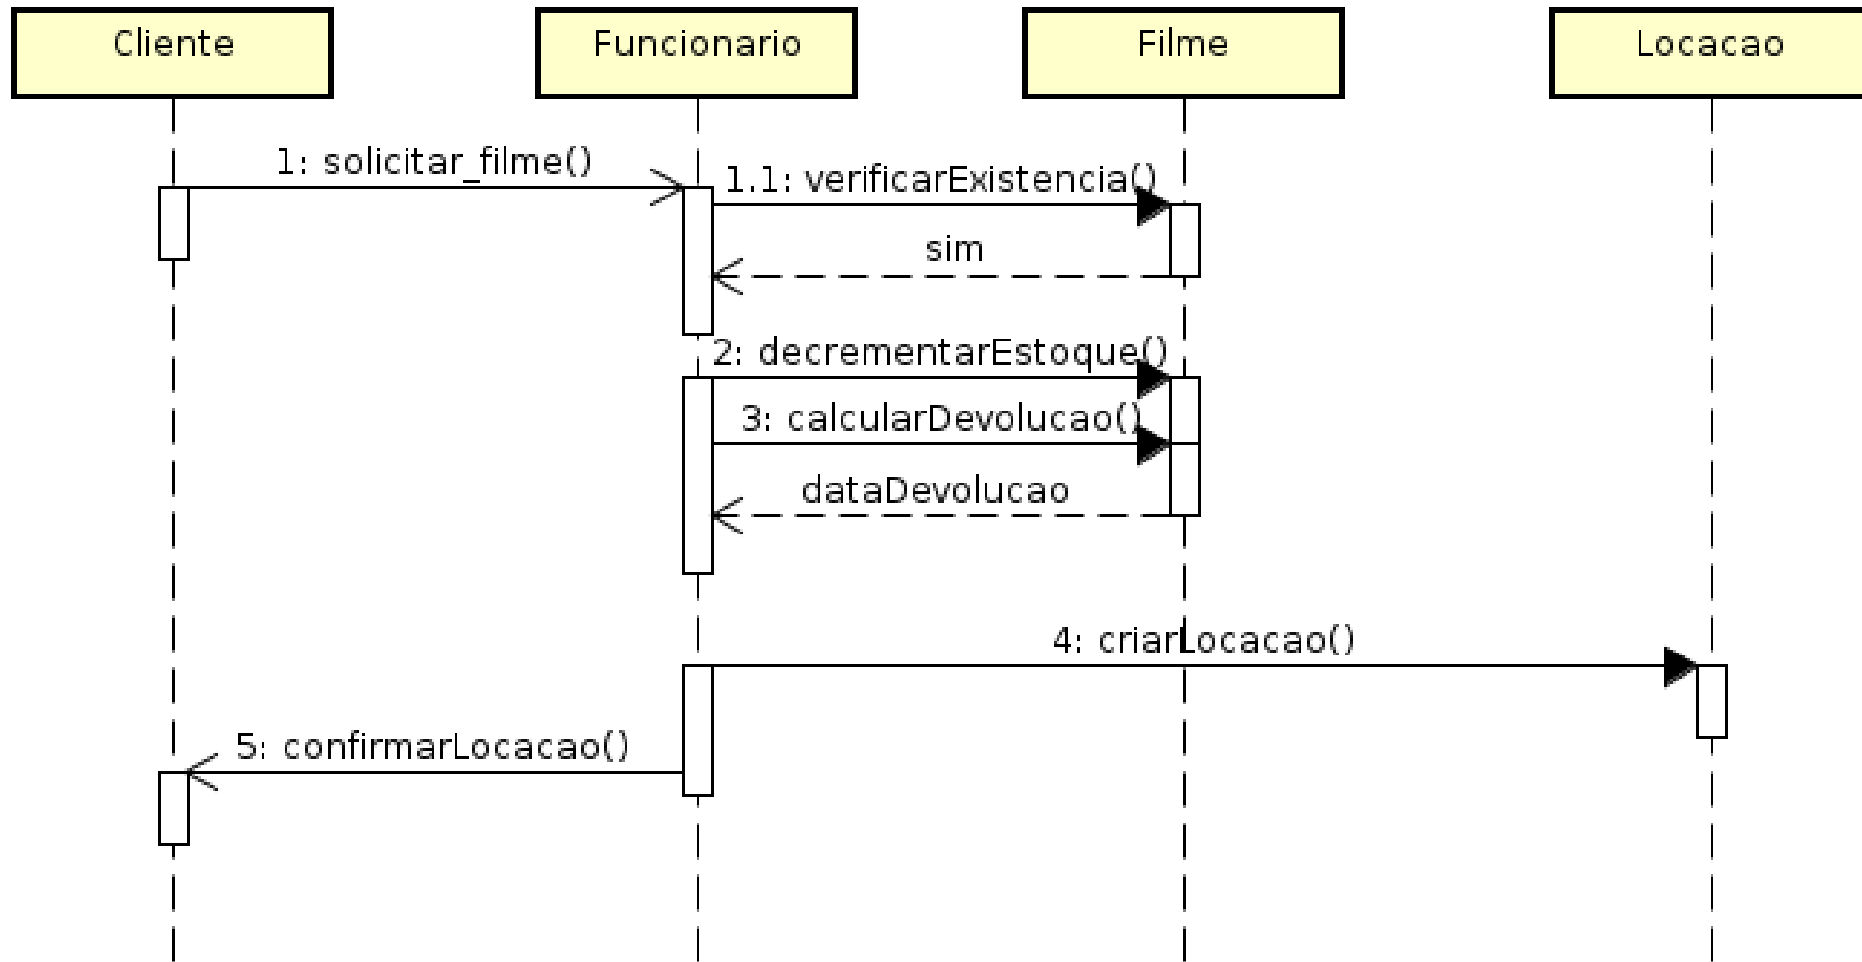 Cliente
Funcionario
Filme
Locacao
1: solicitar_filme()
1.1: verificarExistencia()
sim
2: decrementarEstoque()
3: calcularDevolucao()
dataDevolucao
4: criarLocacao()
5: confirmarLocacao()